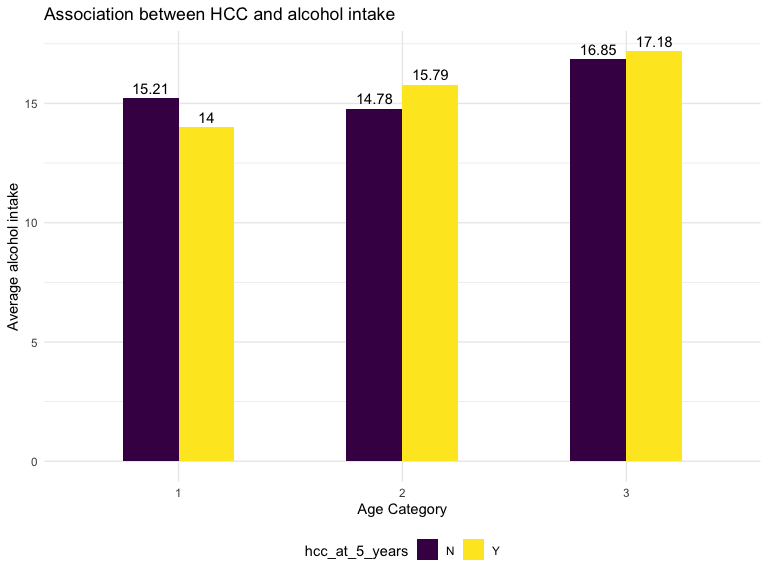 Association between HCC and alcohol intake
15.21
14
14.78
15.79
16.85
17.18
15
10
5
0
Average alcohol intake
1
2
3
Age Category
hcc_at_5_years
N
Y